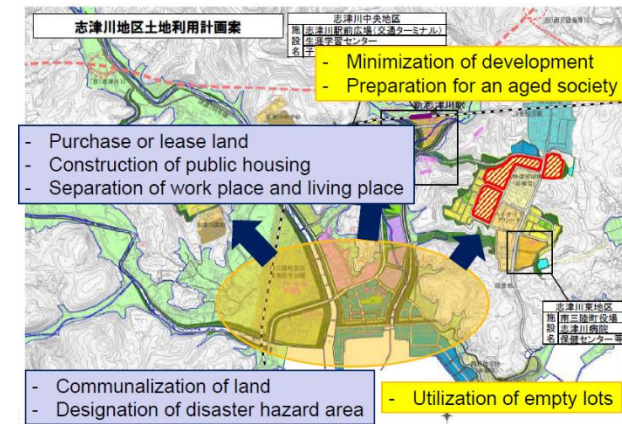 志津川地区土地利用計画案
志津川中央地区
施 志津川駅前広場(交通ターミナル)
設 生涯学習センター
名 子
- Minimization of development
- Preparation for an aged society
新志津川駅
- Purchase or lease land
- Construction of public housing
- Separation of work place and living place
志津川東地区
施 南三陸町役場
設 志津川病院
名 保健センター等
- Communalization of land
- Designation of disaster hazard area
- Utilization of empty lots